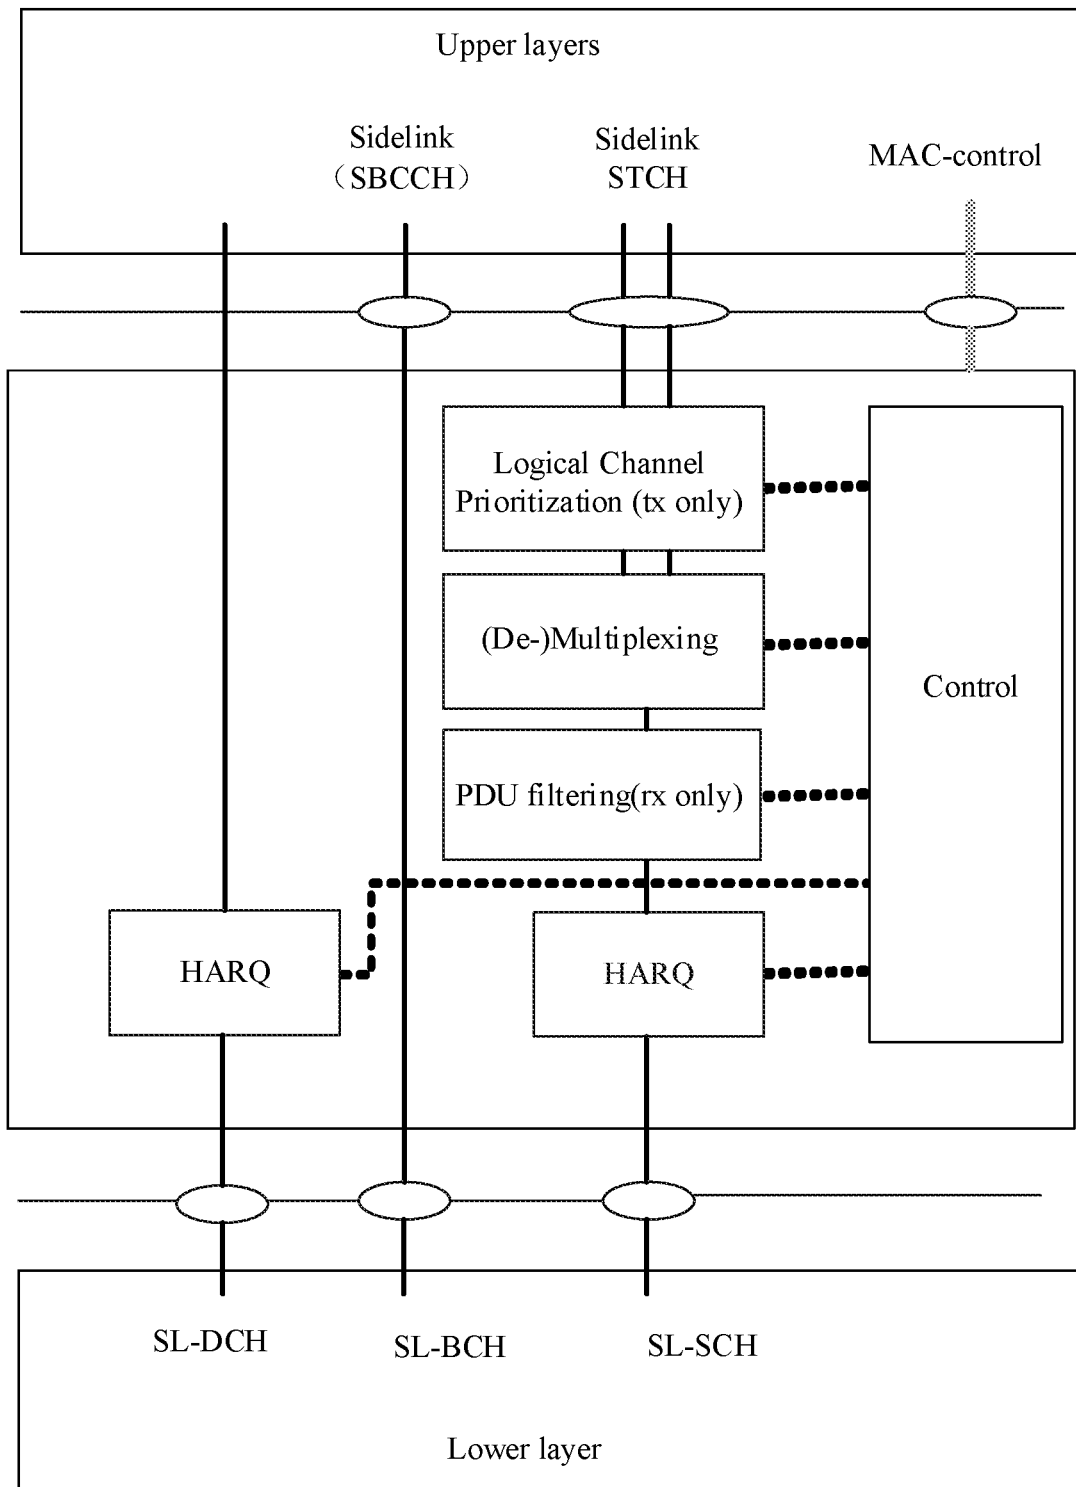 Upper layers
Sidelink
（SBCCH）
Sidelink
STCH
MAC-control
Logical Channel
Prioritization (tx only)
(De-)Multiplexing
Control
PDU filtering(rx only)
HARQ
HARQ
SL-DCH
SL-BCH
SL-SCH
Lower layer